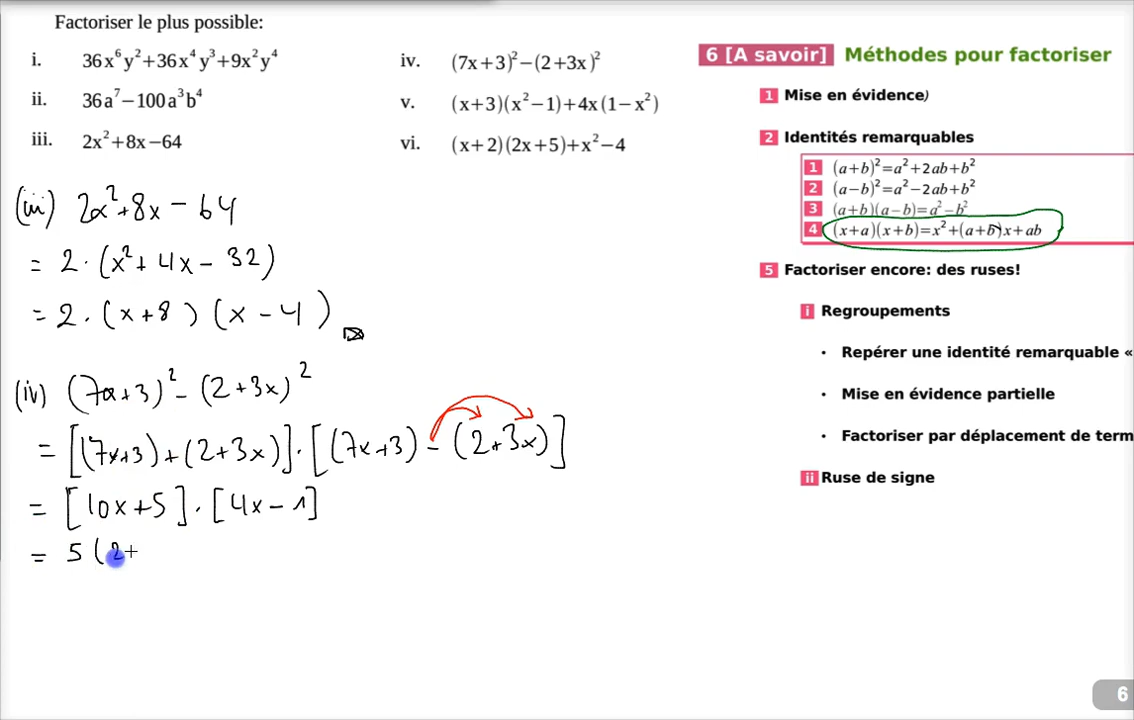 Factoriser le plus possible:
i. 36x⁶y²+36x⁴y³+9x²y⁴
ii. 36a⁷−100a³b⁴
iii. 2x²+8x−64
iv. (7x+3)²−(2+3x)²
v. (x+3)(x²−1)+4x(1−x²)
vi. (x+2)(2x+5)+x²−4
6 [A savoir] Méthodes pour factoriser
1 Mise en évidence)
2 Identités remarquables
1 (a+b)²=a²+2ab+b²
2 (a−b)²=a²−2ab+b²
3 (a+b)(a−b)=a²−b²
4 (x+a)(x+b)=x²+(a+b)x+ab
5 Factoriser encore: des ruses!
i Regroupements
• Repérer une identité remarquable «
• Mise en évidence partielle
• Factoriser par déplacement de term
ii Ruse de signe
(iii) 2x²+8x−64
= 2·(x²+4x−32)
= 2·(x+8)(x−4)
(iv) (7x+3)²−(2+3x)²
= [(7x+3)+(2+3x)]·[(7x+3)−(2+3x)]
= [10x+5]·[4x−1]
= 5(2+
6